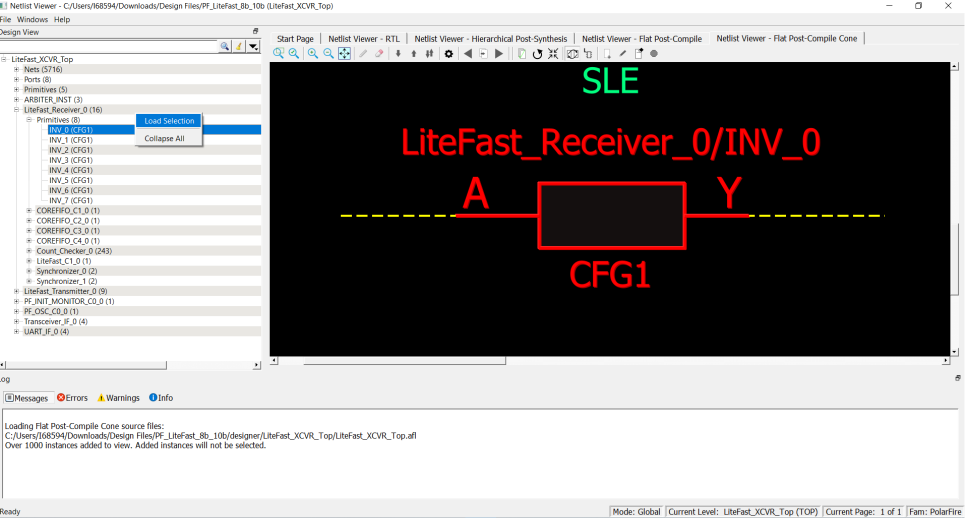 Netlist Viewer - C:/Users/I68594/Downloads/Design Files/PF_LiteFast_8b_10b (LiteFast_XCVR_Top)
File Windows Help
Design View
LiteFast_XCVR_Top
Nets (5716)
Ports (8)
Primitives (5)
ARBITER_INST (3)
LiteFast_Receiver_0 (16)
Primitives (8)
INV_0 (CFG1)
INV_1 (CFG1)
INV_2 (CFG1)
INV_3 (CFG1)
INV_4 (CFG1)
INV_5 (CFG1)
INV_6 (CFG1)
INV_7 (CFG1)
COREFIFO_C1_0 (1)
COREFIFO_C2_0 (1)
COREFIFO_C3_0 (1)
COREFIFO_C4_0 (1)
Count_Checker_0 (243)
LiteFast_C1_0 (1)
Synchronizer_0 (2)
Synchronizer_1 (2)
LiteFast_Transmitter_0 (9)
PF_INIT_MONITOR_C0_0 (1)
PF_OSC_C0_0 (1)
Transceiver_IF_0 (4)
UART_IF_0 (4)
Load Selection
Collapse All
Start Page
Netlist Viewer - RTL
Netlist Viewer - Hierarchical Post-Synthesis
Netlist Viewer - Flat Post-Compile
Netlist Viewer - Flat Post-Compile Cone
SLE
LiteFast_Receiver_0/INV_0
A
Y
CFG1
Log
Messages
Errors
Warnings
Info
Loading Flat Post-Compile Cone source files:
C:/Users/I68594/Downloads/Design Files/PF_LiteFast_8b_10b/designer/LiteFast_XCVR_Top/LiteFast_XCVR_Top.afl
Over 1000 instances added to view. Added instances will not be selected.
Ready
Mode: Global
Current Level: LiteFast_XCVR_Top (TOP)
Current Page: 1 of 1
Fam: PolarFire